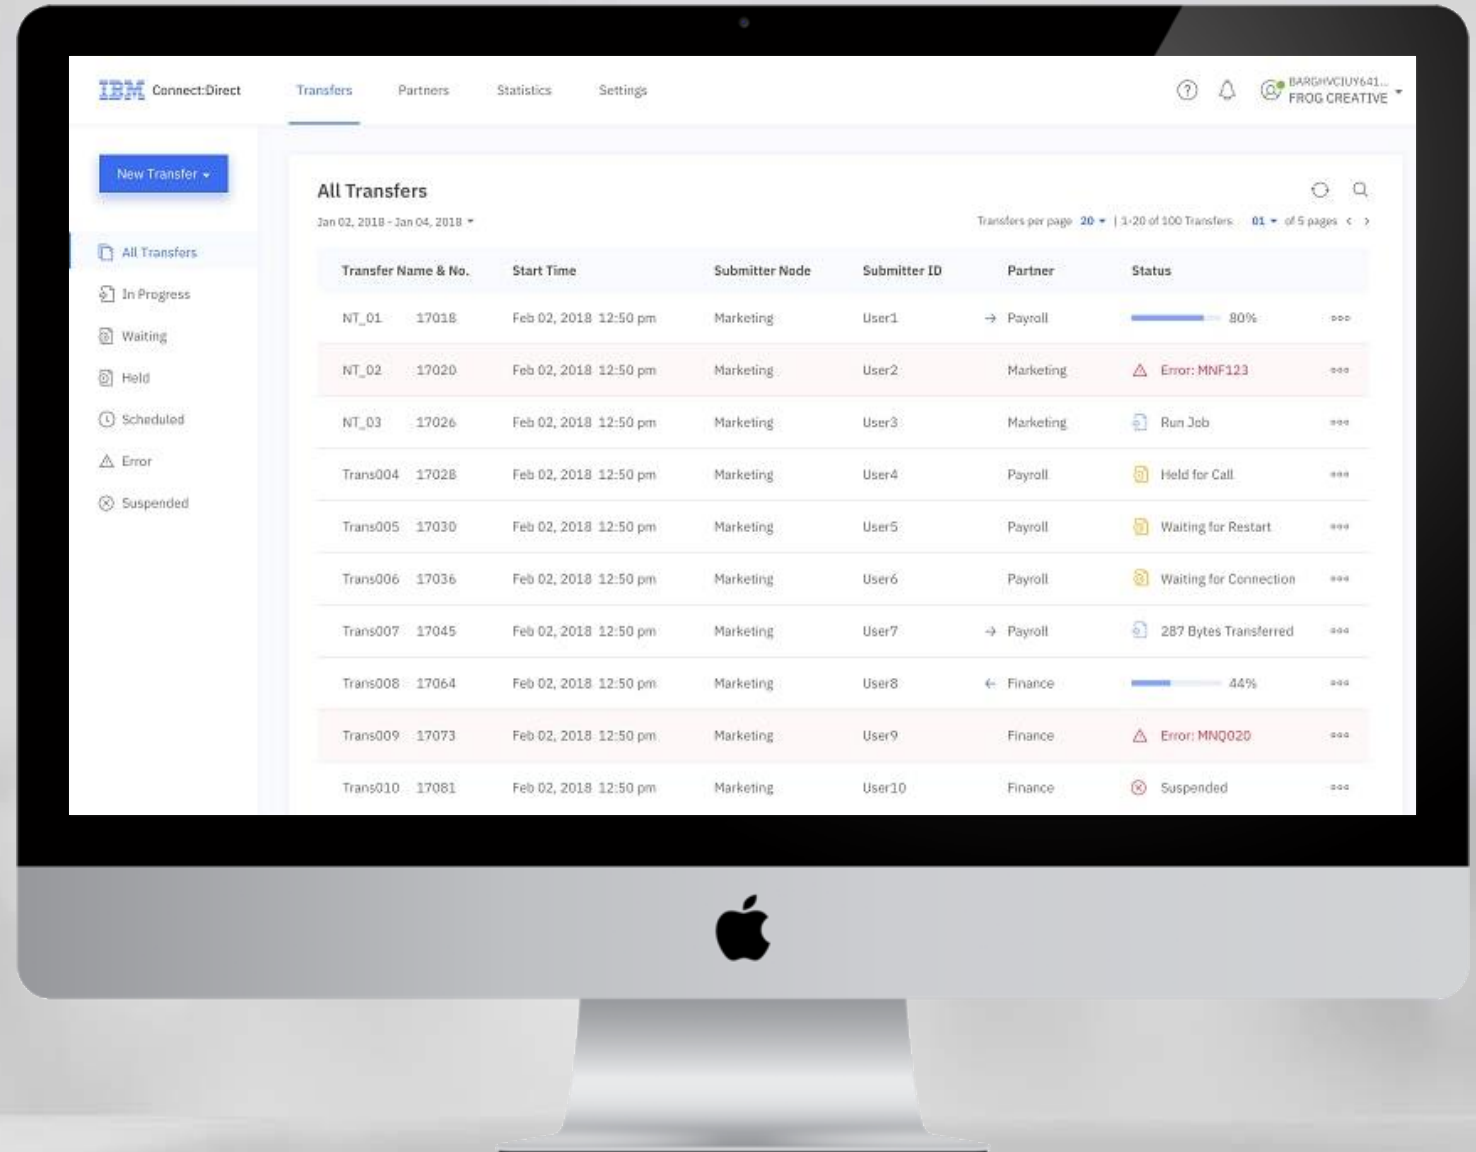 IBM Connect:Direct Transfers Partners Statistics Settings
BARGHVCIUY641...
FROG CREATIVE
New Transfer
All Transfers
In Progress
Waiting
Held
Scheduled
Error
Suspended
All Transfers
Jan 02, 2018 - Jan 04, 2018
Transfers per page 20 | 1-20 of 100 Transfers 01 of 5 pages < >
Transfer Name & No. Start Time Submitter Node Submitter ID Partner Status
NT_01 17018 Feb 02, 2018 12:50 pm Marketing User1 → Payroll 80%
NT_02 17020 Feb 02, 2018 12:50 pm Marketing User2 Marketing Error: MNF123
NT_03 17026 Feb 02, 2018 12:50 pm Marketing User3 Marketing Run Job
Trans004 17028 Feb 02, 2018 12:50 pm Marketing User4 Payroll Held for Call
Trans005 17030 Feb 02, 2018 12:50 pm Marketing User5 Payroll Waiting for Restart
Trans006 17036 Feb 02, 2018 12:50 pm Marketing User6 Payroll Waiting for Connection
Trans007 17045 Feb 02, 2018 12:50 pm Marketing User7 → Payroll 287 Bytes Transferred
Trans008 17064 Feb 02, 2018 12:50 pm Marketing User8 ← Finance 44%
Trans009 17073 Feb 02, 2018 12:50 pm Marketing User9 Finance Error: MNQ020
Trans010 17081 Feb 02, 2018 12:50 pm Marketing User10 Finance Suspended